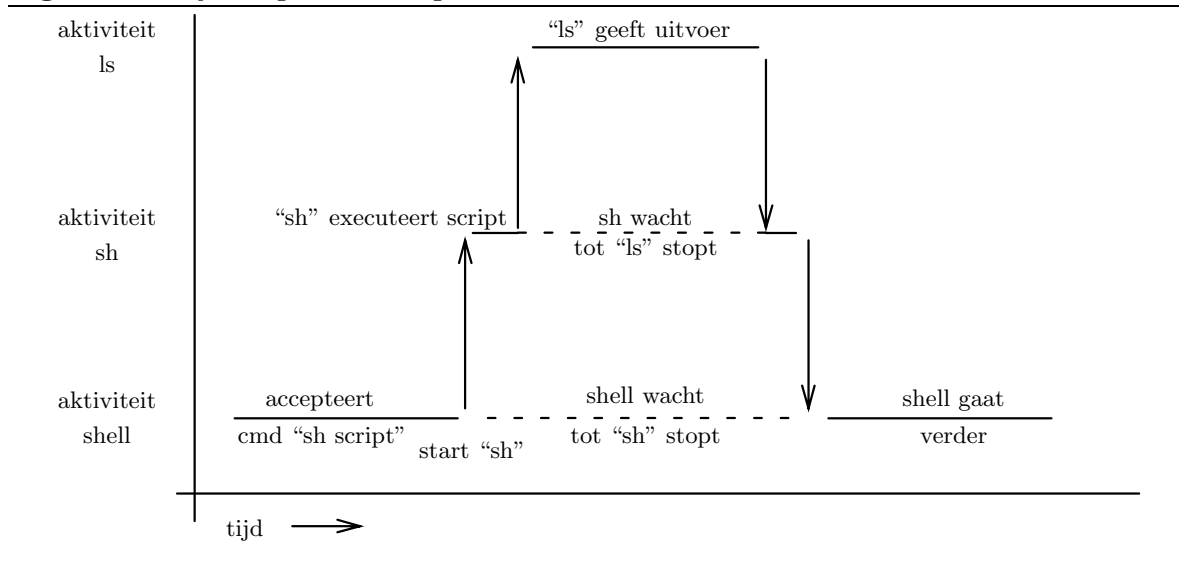 aktiviteit
ls
“ls” geeft uitvoer
aktiviteit
sh
“sh” executeert script
sh wacht
tot “ls” stopt
aktiviteit
shell
accepteert
cmd “sh script”
start “sh”
shell wacht
tot “sh” stopt
shell gaat
verder
tijd